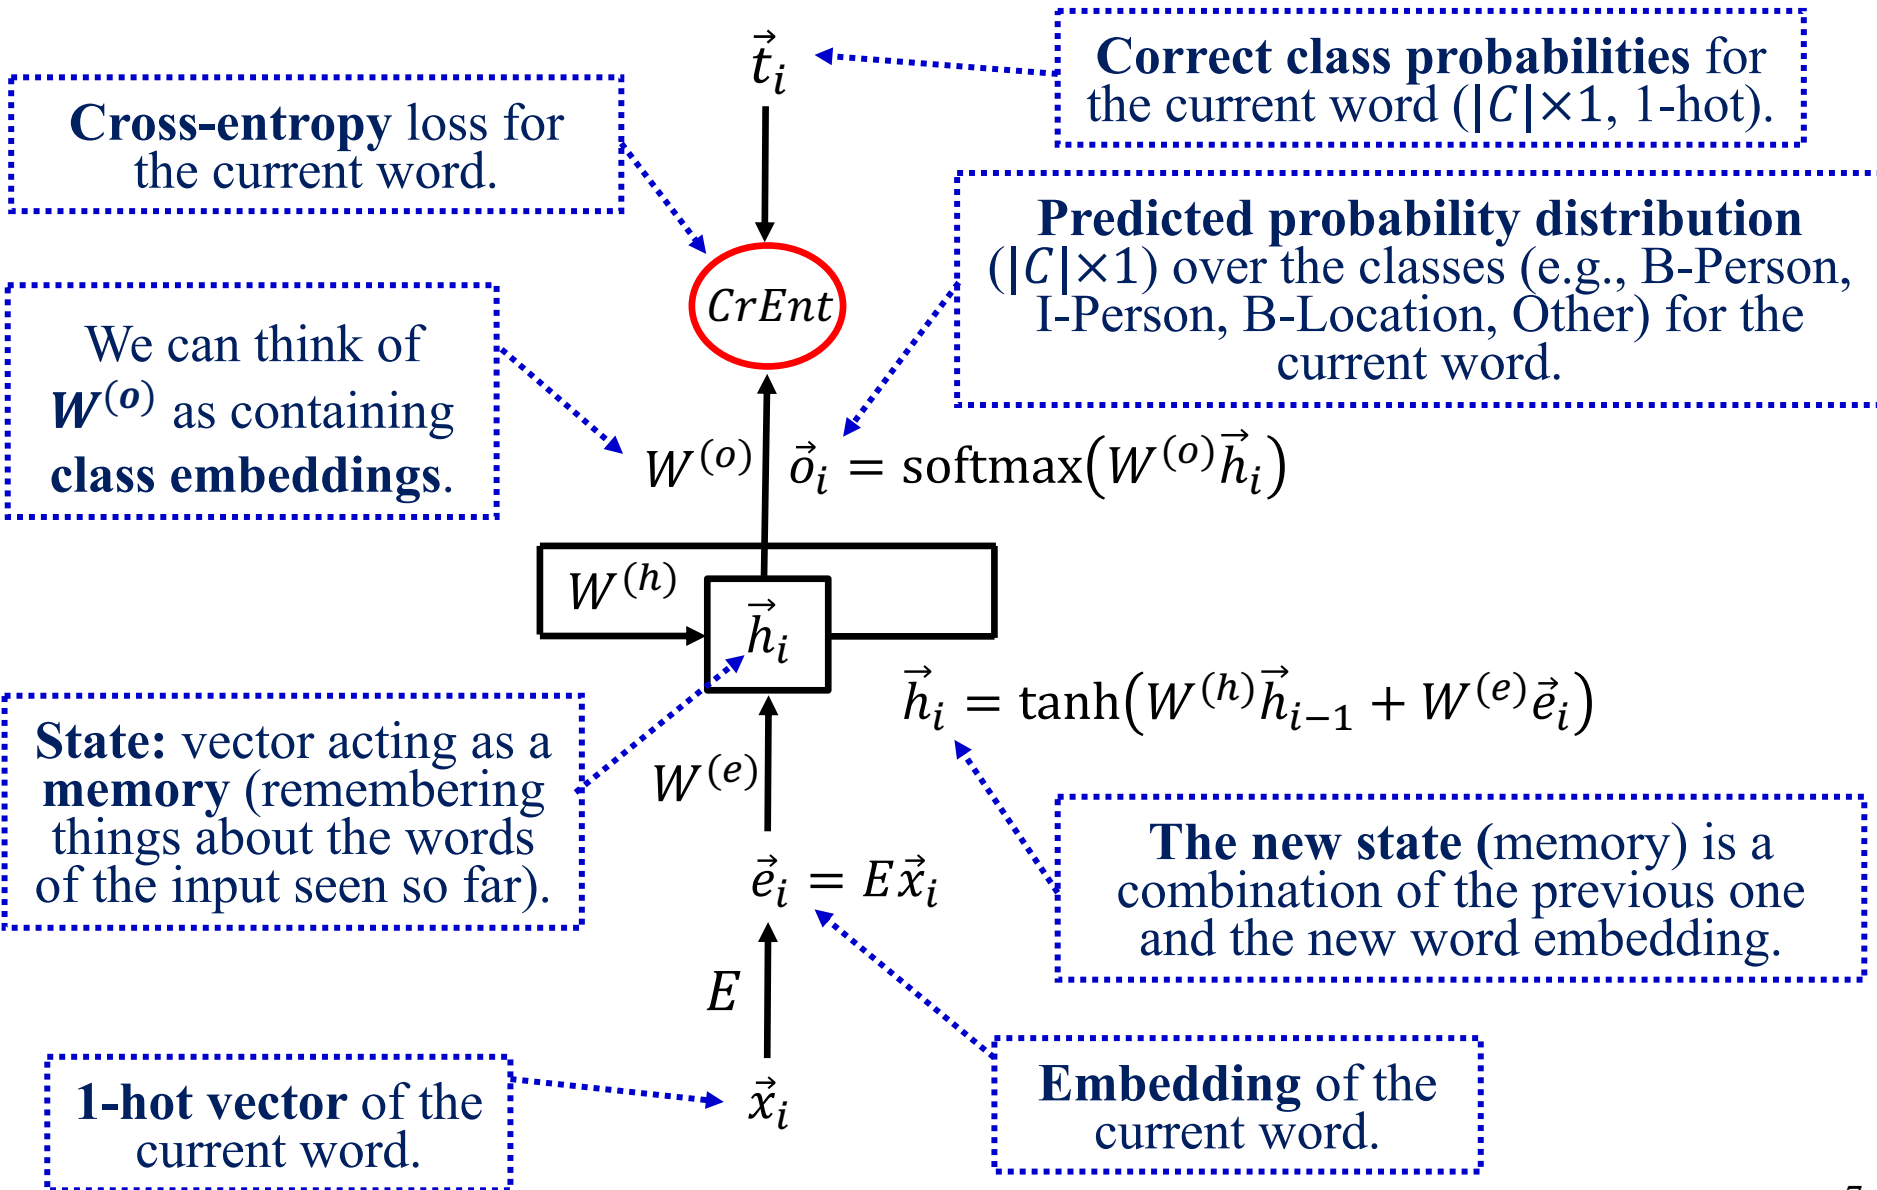 t⃗ᵢ
Correct class probabilities for
the current word (|C|×1, 1-hot).
Cross-entropy loss for
the current word.
Predicted probability distribution
(|C|×1) over the classes (e.g., B-Person,
I-Person, B-Location, Other) for the
current word.
CrEnt
We can think of
W⁽ᵒ⁾ as containing
class embeddings.
W⁽ᵒ⁾ o⃗ᵢ = softmax(W⁽ᵒ⁾h⃗ᵢ)
W⁽ʰ⁾
h⃗ᵢ
h⃗ᵢ = tanh(W⁽ʰ⁾h⃗ᵢ₋₁ + W⁽ᵉ⁾e⃗ᵢ)
State: vector acting as a
memory (remembering
things about the words
of the input seen so far).
W⁽ᵉ⁾
The new state (memory) is a
combination of the previous one
and the new word embedding.
e⃗ᵢ = Ex⃗ᵢ
E
Embedding of the
current word.
1-hot vector of the
current word.
x⃗ᵢ